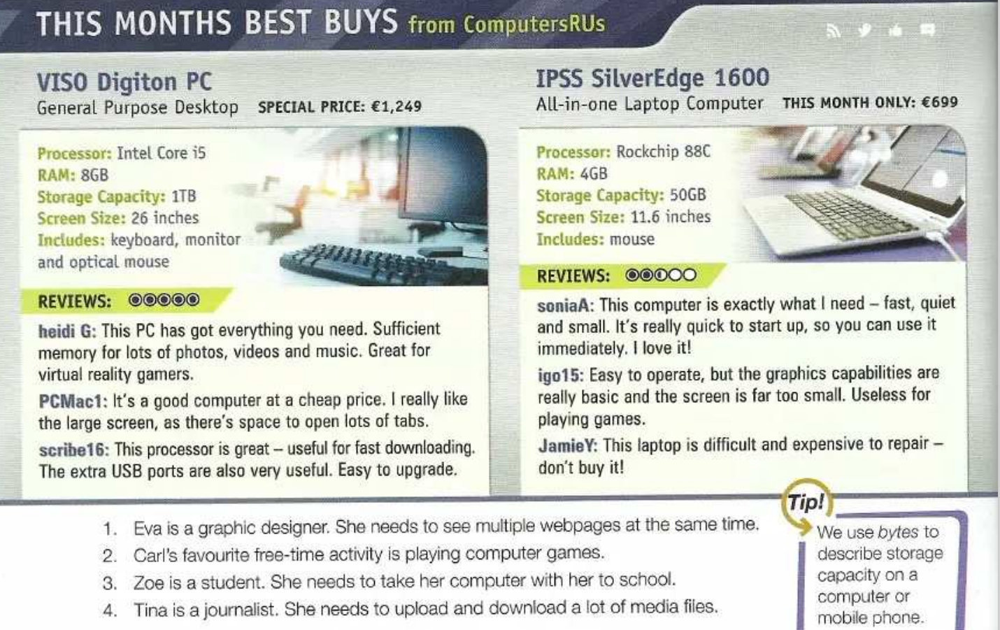 THIS MONTHS BEST BUYS from ComputersRUs
VISO Digiton PC
General Purpose Desktop SPECIAL PRICE: €1,249
Processor: Intel Core i5
RAM: 8GB
Storage Capacity: 1TB
Screen Size: 26 inches
Includes: keyboard, monitor
and optical mouse
REVIEWS:
heidi G: This PC has got everything you need. Sufficient
memory for lots of photos, videos and music. Great for
virtual reality gamers.
PCMac1: It's a good computer at a cheap price. I really like
the large screen, as there's space to open lots of tabs.
scribe16: This processor is great – useful for fast downloading.
The extra USB ports are also very useful. Easy to upgrade.
IPSS SilverEdge 1600
All-in-one Laptop Computer THIS MONTH ONLY: €699
Processor: Rockchip 88C
RAM: 4GB
Storage Capacity: 50GB
Screen Size: 11.6 inches
Includes: mouse
REVIEWS:
soniaA: This computer is exactly what I need – fast, quiet
and small. It's really quick to start up, so you can use it
immediately. I love it!
igo15: Easy to operate, but the graphics capabilities are
really basic and the screen is far too small. Useless for
playing games.
JamieY: This laptop is difficult and expensive to repair –
don't buy it!
1. Eva is a graphic designer. She needs to see multiple webpages at the same time.
2. Carl's favourite free-time activity is playing computer games.
3. Zoe is a student. She needs to take her computer with her to school.
4. Tina is a journalist. She needs to upload and download a lot of media files.
Tip!
We use bytes to
describe storage
capacity on a
computer or
mobile phone.